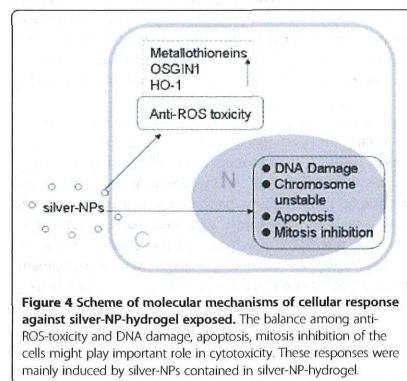 Metallothioneins
OSGIN1
HO-1
Anti-ROS toxicity
silver-NPs
N
C
● DNA Damage
● Chromosome
unstable
● Apoptosis
● Mitosis inhibition
Figure 4 Scheme of molecular mechanisms of cellular response
against silver-NP-hydrogel exposed. The balance among anti-
ROS-toxicity and DNA damage, apoptosis, mitosis inhibition of the
cells might play important role in cytotoxicity. These responses were
mainly induced by silver-NPs contained in silver-NP-hydrogel.